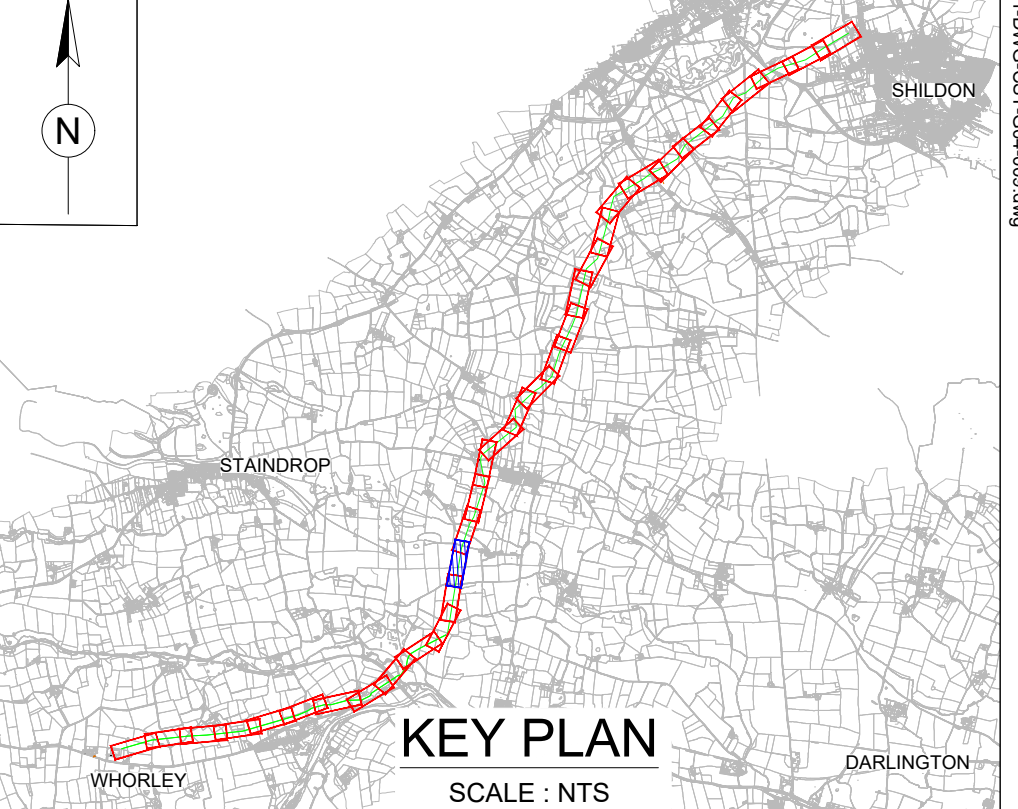 N
SHILDON
STAINDROP
WHORLEY
DARLINGTON
KEY PLAN
SCALE : NTS